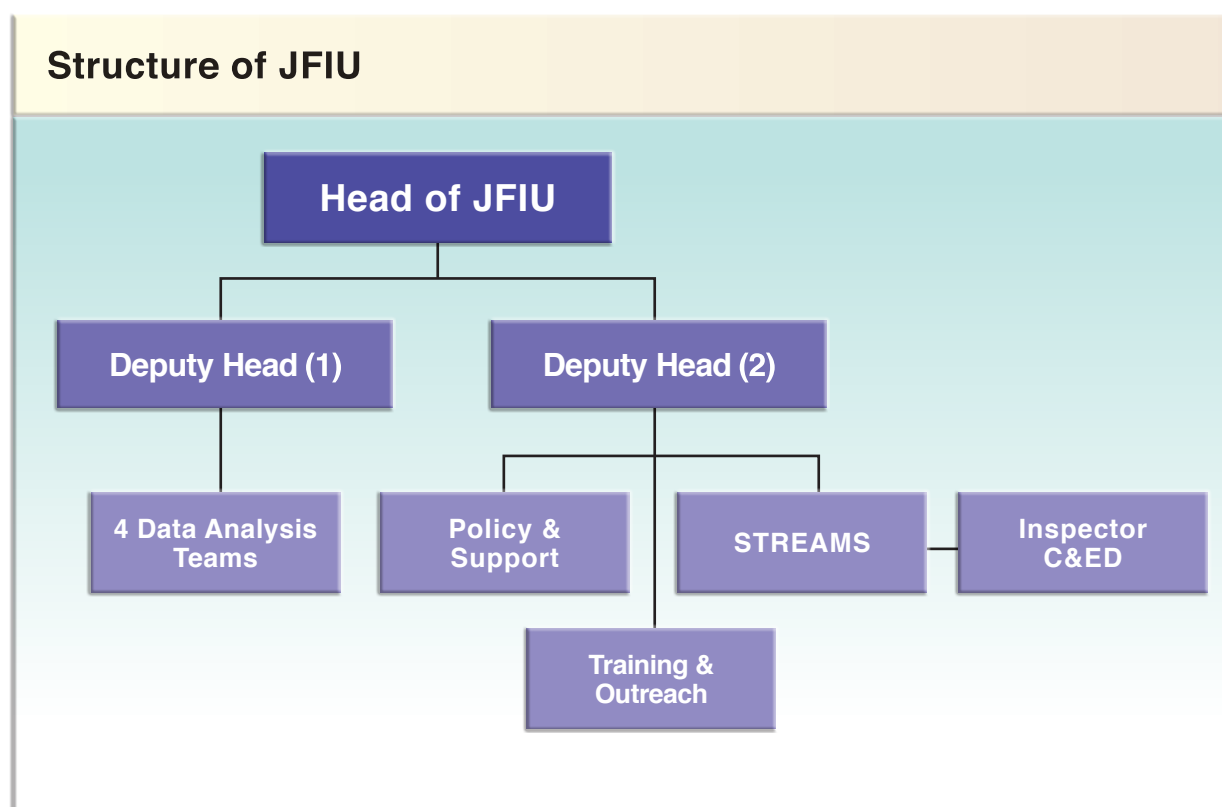 Structure of JFIU
Head of JFIU
Deputy Head (1)
Deputy Head (2)
4 Data Analysis
Teams
Policy &
Support
STREAMS
Inspector
C&ED
Training &
Outreach